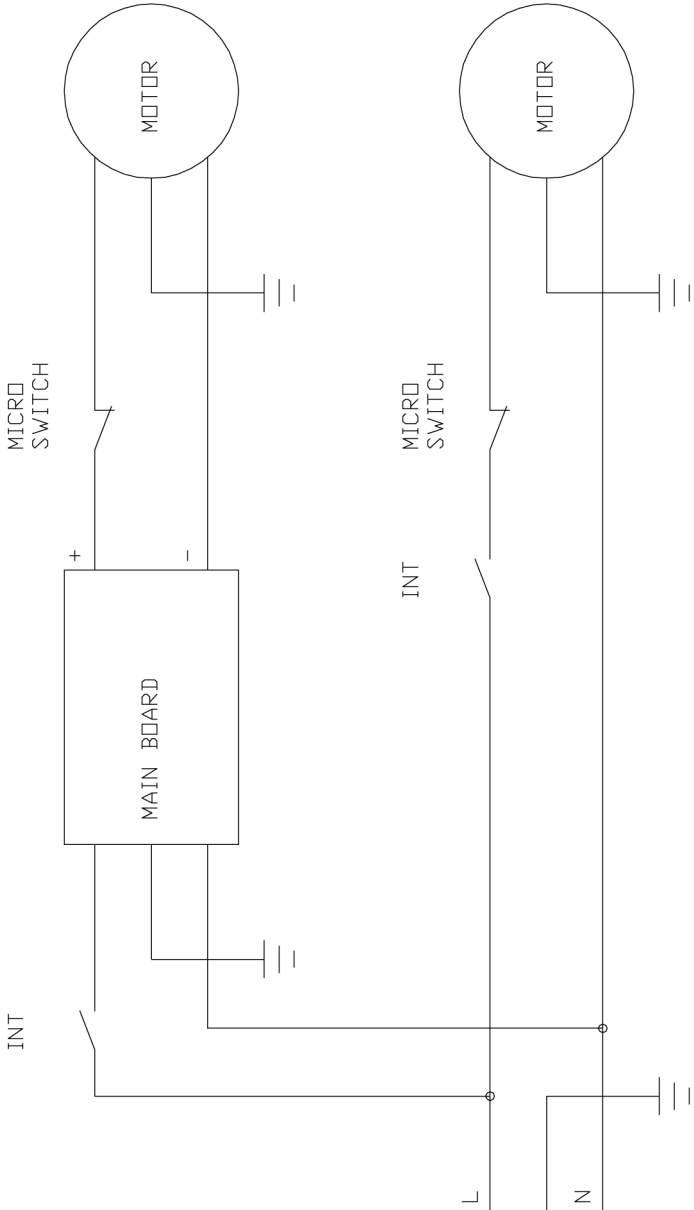 INT
MICRO
SWITCH
+
MAIN BOARD
MOTOR
-
INT
MICRO
SWITCH
L
MOTOR
N